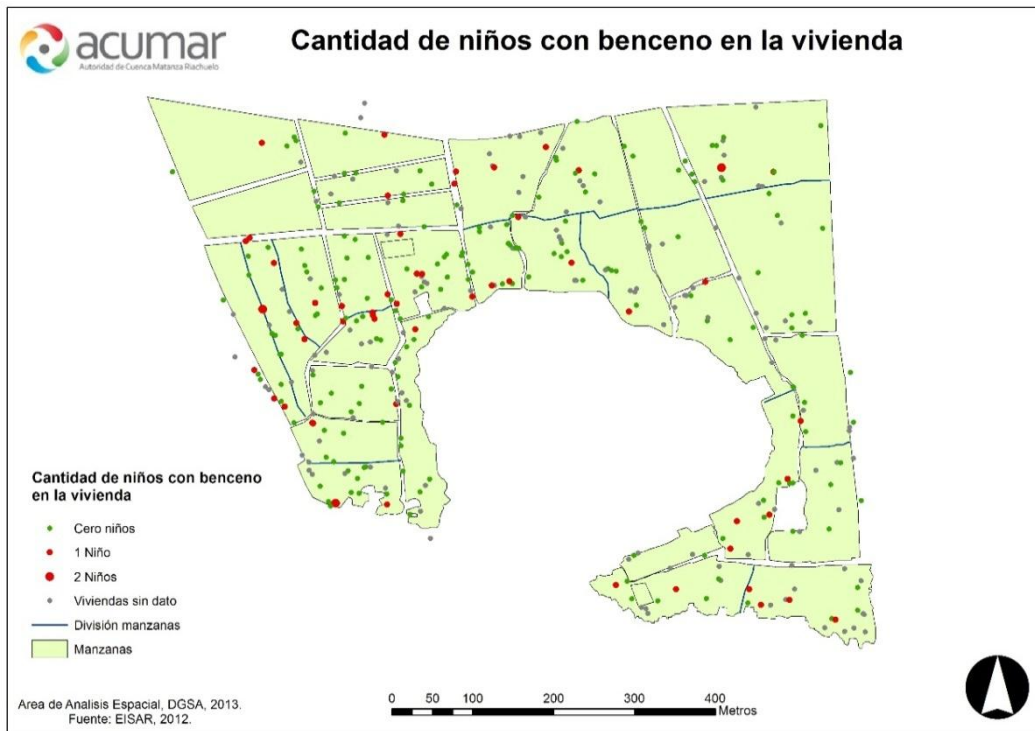 acumar
Autoridad de Cuenca Matanza Riachuelo
Cantidad de niños con benceno en la vivienda
Cantidad de niños con benceno
en la vivienda
Cero niños
1 Niño
2 Niños
Viviendas sin dato
División manzanas
Manzanas
Area de Analisis Espacial, DGSA, 2013.
Fuente: EISAR, 2012.
0 50 100 200 300 400
Metros